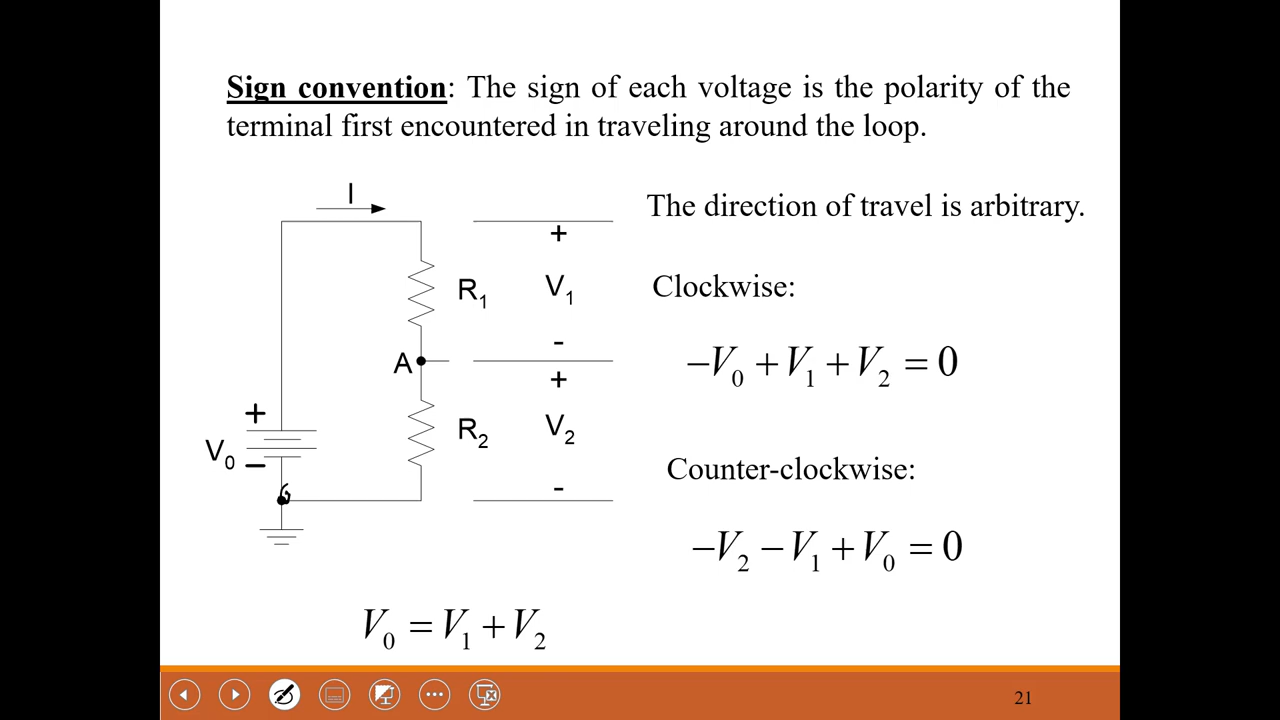 Sign convention: The sign of each voltage is the polarity of the
terminal first encountered in traveling around the loop.
I
The direction of travel is arbitrary.
+
R₁
V₁
Clockwise:
-
A
−V₀ + V₁ + V₂ = 0
+
+
R₂
V₂
V₀
−
Counter-clockwise:
-
−V₂ − V₁ + V₀ = 0
V₀ = V₁ + V₂
21